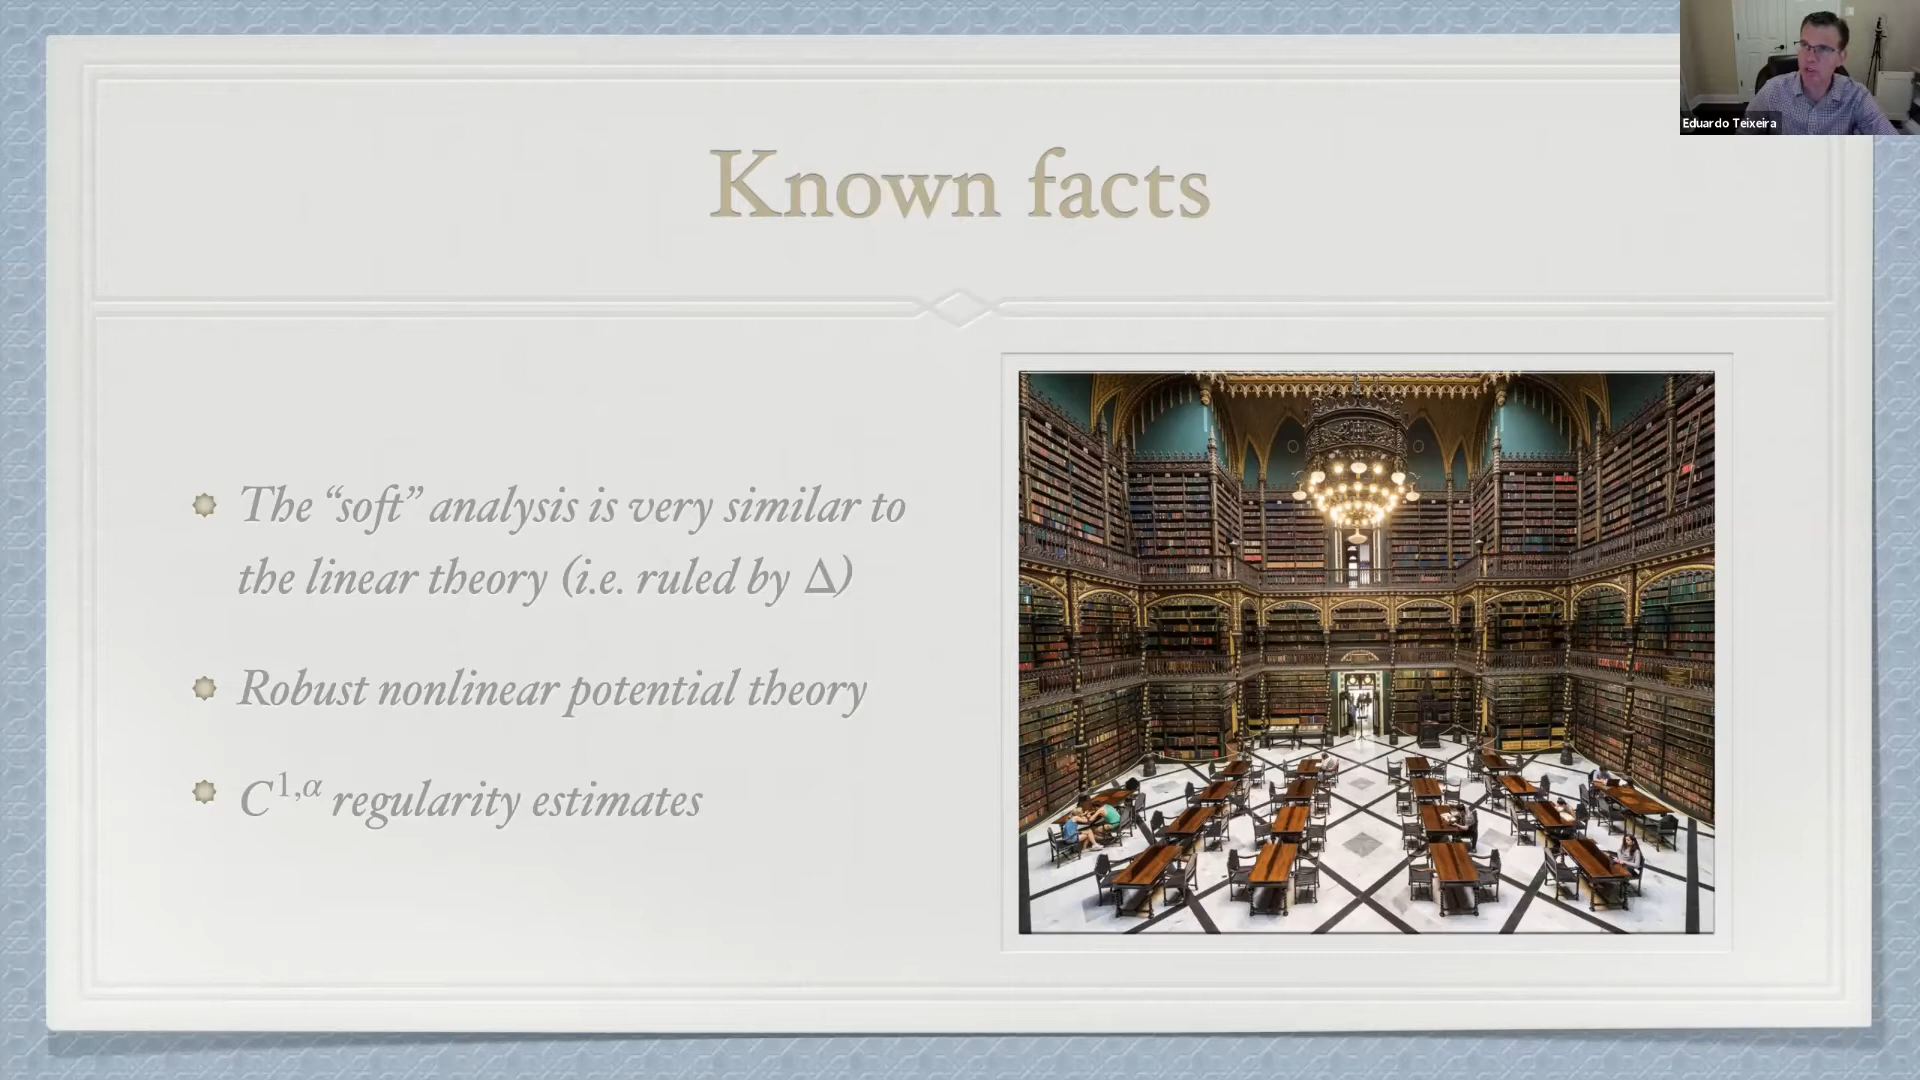 Eduardo Teixeira
Known facts
The “soft” analysis is very similar to
the linear theory (i.e. ruled by Δ)
Robust nonlinear potential theory
C^{1,α} regularity estimates